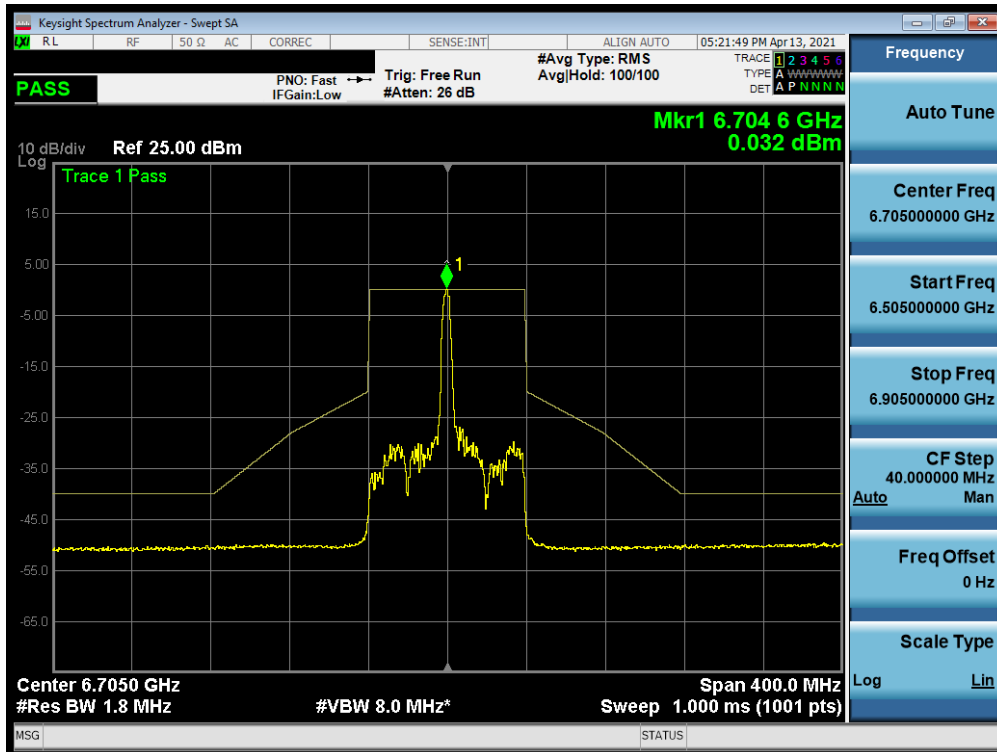 Keysight Spectrum Analyzer - Swept SA
LXI RL RF 50 Ω AC CORREC SENSE:INT ALIGN AUTO 05:21:49 PM Apr 13, 2021
PASS
PNO: Fast
IFGain:Low
Trig: Free Run
#Atten: 26 dB
#Avg Type: RMS
Avg|Hold: 100/100
TRACE 1 2 3 4 5 6
TYPE A WWWWW
DET A P N N N N
Mkr1 6.704 6 GHz
0.032 dBm
10 dB/div
Log
Ref 25.00 dBm
Trace 1 Pass
1
15.0
5.00
-5.00
-15.0
-25.0
-35.0
-45.0
-55.0
-65.0
Center 6.7050 GHz
Span 400.0 MHz
#Res BW 1.8 MHz
#VBW 8.0 MHz*
Sweep 1.000 ms (1001 pts)
MSG
STATUS
Frequency
Auto Tune
Center Freq
6.705000000 GHz
Start Freq
6.505000000 GHz
Stop Freq
6.905000000 GHz
CF Step
40.000000 MHz
Auto Man
Freq Offset
0 Hz
Scale Type
Log Lin